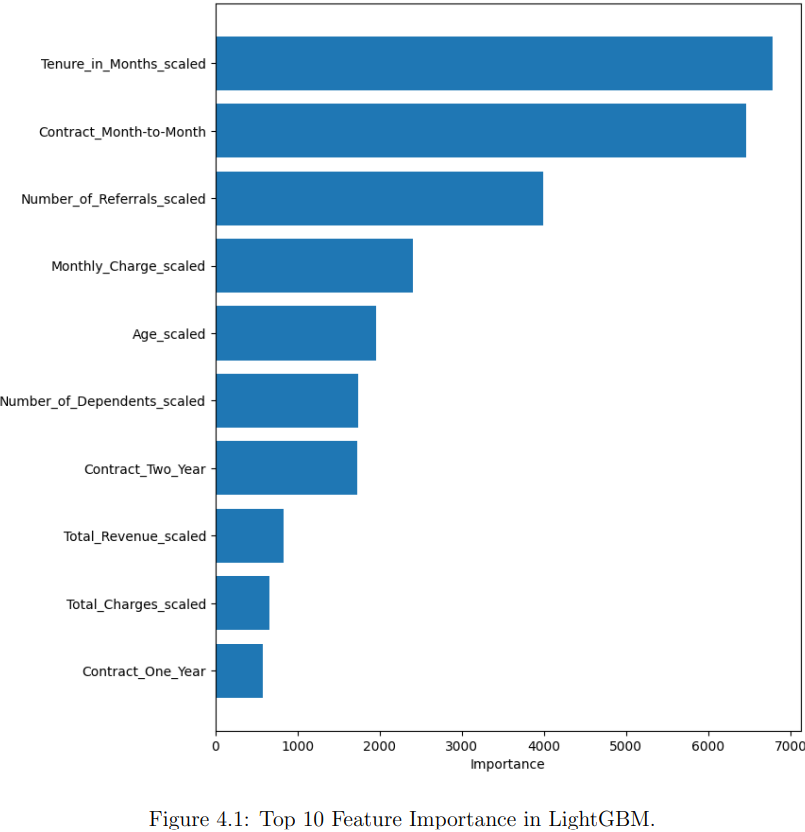 Tenure_in_Months_scaled
Contract_Month-to-Month
Number_of_Referrals_scaled
Monthly_Charge_scaled
Age_scaled
Number_of_Dependents_scaled
Contract_Two_Year
Total_Revenue_scaled
Total_Charges_scaled
Contract_One_Year
0 1000 2000 3000 4000 5000 6000 7000
Importance
Figure 4.1: Top 10 Feature Importance in LightGBM.